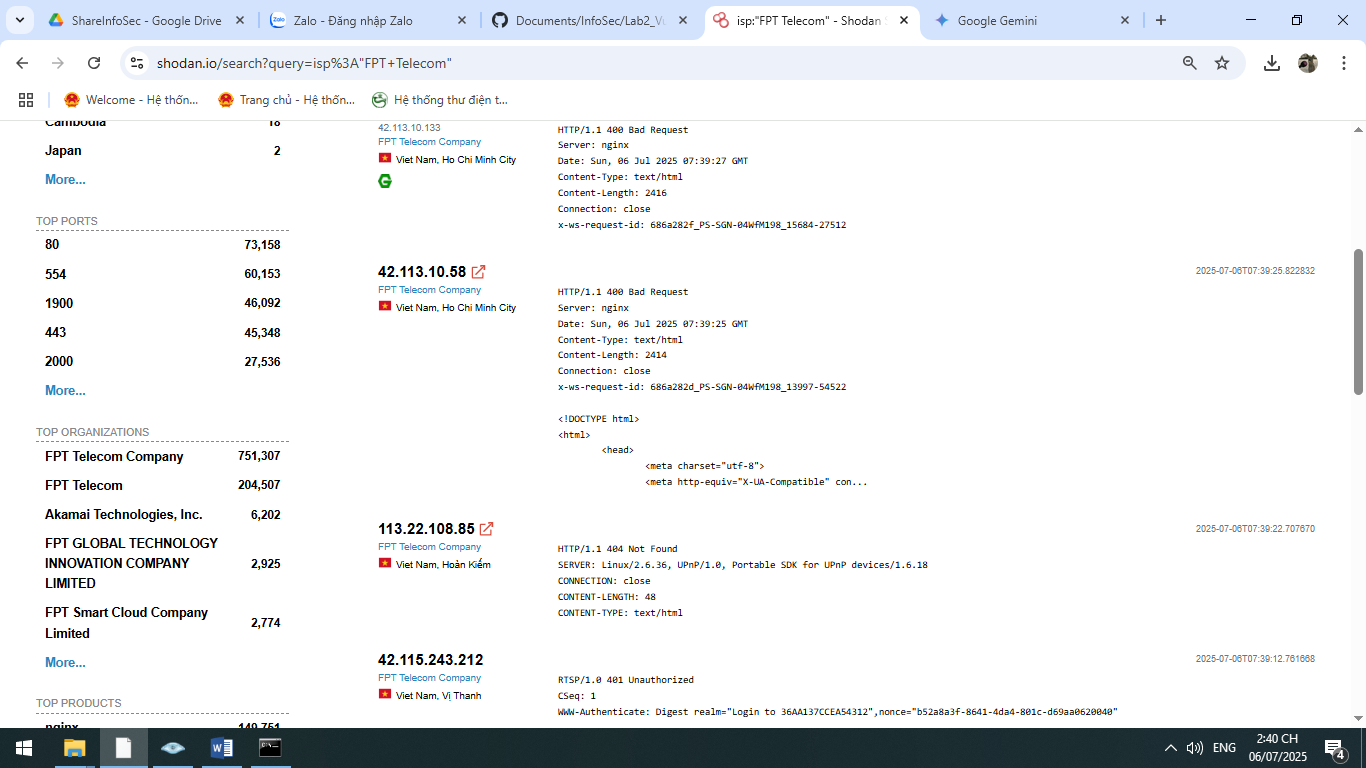 ShareInfoSec - Google Drive
Zalo - Đăng nhập Zalo
Documents/InfoSec/Lab2_Vu
isp:"FPT Telecom" - Shodan S
Google Gemini
shodan.io/search?query=isp%3A"FPT+Telecom"
Welcome - Hệ thốn...
Trang chủ - Hệ thốn...
Hệ thống thư điện t...
Cambodia 18
Japan 2
More...
TOP PORTS
80 73,158
554 60,153
1900 46,092
443 45,348
2000 27,536
More...
TOP ORGANIZATIONS
FPT Telecom Company 751,307
FPT Telecom 204,507
Akamai Technologies, Inc. 6,202
FPT GLOBAL TECHNOLOGY
INNOVATION COMPANY 2,925
LIMITED
FPT Smart Cloud Company
Limited 2,774
More...
TOP PRODUCTS
nginx 149,751
42.113.10.133
FPT Telecom Company
Viet Nam, Ho Chi Minh City
HTTP/1.1 400 Bad Request
Server: nginx
Date: Sun, 06 Jul 2025 07:39:27 GMT
Content-Type: text/html
Content-Length: 2416
Connection: close
x-ws-request-id: 686a282f_PS-SGN-04WfM198_15684-27512
42.113.10.58
2025-07-06T07:39:25.822832
FPT Telecom Company
Viet Nam, Ho Chi Minh City
HTTP/1.1 400 Bad Request
Server: nginx
Date: Sun, 06 Jul 2025 07:39:25 GMT
Content-Type: text/html
Content-Length: 2414
Connection: close
x-ws-request-id: 686a282d_PS-SGN-04WfM198_13997-54522
<!DOCTYPE html>
<html>
<head>
<meta charset="utf-8">
<meta http-equiv="X-UA-Compatible" con...
113.22.108.85
2025-07-06T07:39:22.707670
FPT Telecom Company
Viet Nam, Hoàn Kiếm
HTTP/1.1 404 Not Found
SERVER: Linux/2.6.36, UPnP/1.0, Portable SDK for UPnP devices/1.6.18
CONNECTION: close
CONTENT-LENGTH: 48
CONTENT-TYPE: text/html
42.115.243.212
2025-07-06T07:39:12.761668
FPT Telecom Company
Viet Nam, Vị Thanh
RTSP/1.0 401 Unauthorized
CSeq: 1
WWW-Authenticate: Digest realm="Login to 36AA137CCEA54312",nonce="b52a8a3f-8641-4da4-801c-d69aa0620040"
ENG
2:40 CH
06/07/2025
4